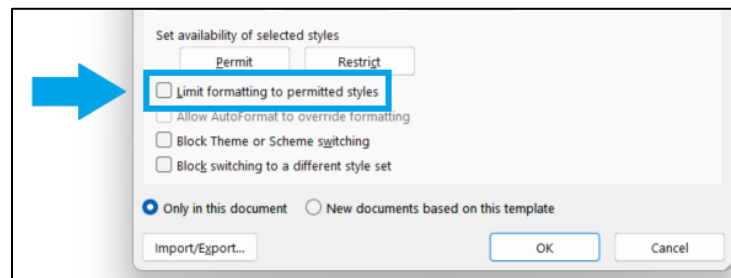 Set availability of selected styles
Permit Restrict
Limit formatting to permitted styles
Allow AutoFormat to override formatting
Block Theme or Scheme switching
Block switching to a different style set
Only in this document New documents based on this template
Import/Export... OK Cancel